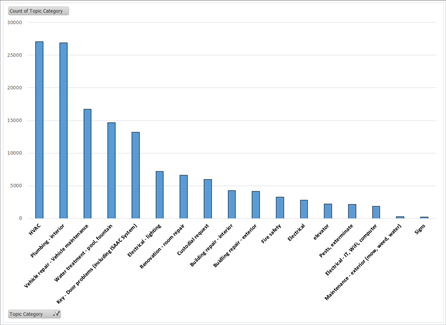 Count of Topic Category
30000
25000
20000
15000
10000
5000
0
HVAC
Plumbing - interior
Vehicle repair - Vehicle maintenance
Water treatment - pool, fountain
Key - Door problems (including ISAAC System)
Electrical - lighting
Renovation - room repair
Custodial request
Building repair - interior
Building repair - exterior
Fire safety
Electrical
elevator
Pests, exterminate
Electrical - IT, WiFi, computer
Maintenance - exterior (mow, weed, water)
Signs
Topic Category